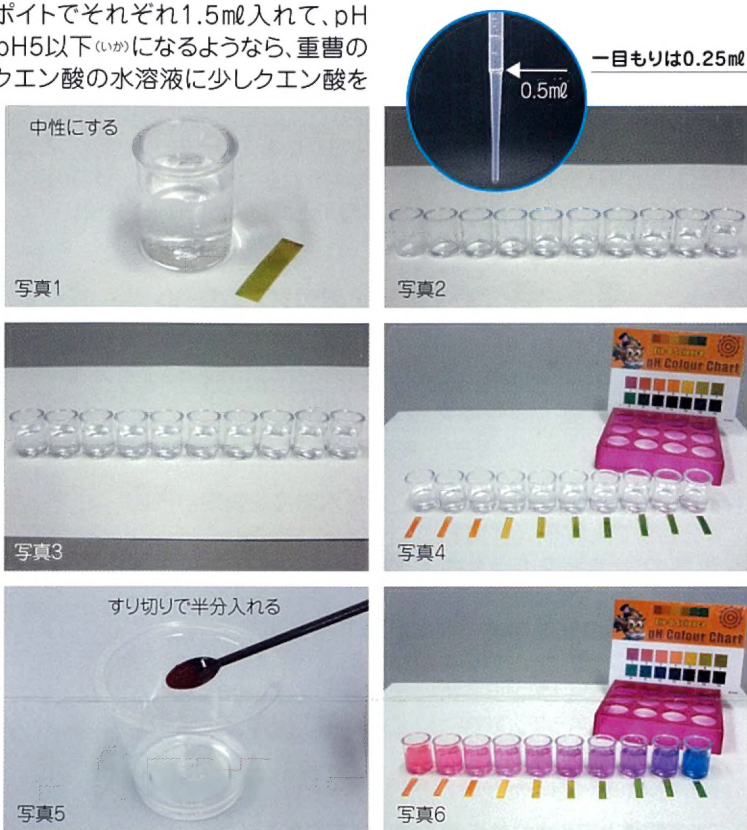 ポイトでそれぞれ1.5mℓ入れて、pH
pH5以下(いか)になるようなら、重曹の
クエン酸の水溶液に少しクエン酸を
一目もりは0.25mℓ
0.5mℓ
中性にする
写真1
写真2
写真3
pH Colour Chart
写真4
すり切りで半分入れる
写真5
pH Colour Chart
写真6